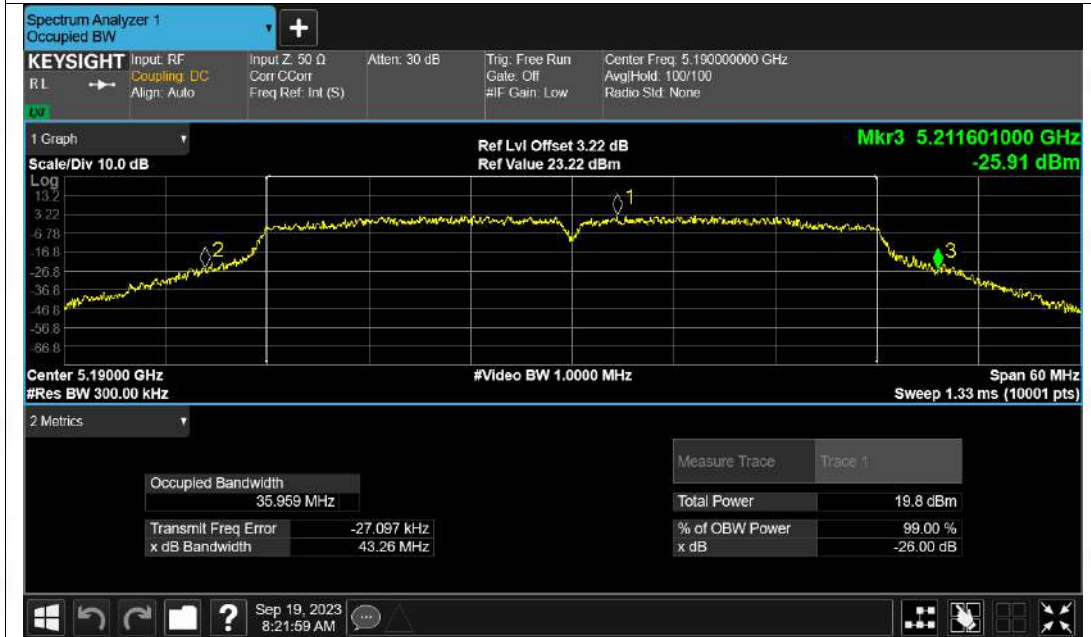 Spectrum Analyzer 1
Occupied BW
+
KEYSIGHT Input: RF Input Z: 50 Ω Atten: 30 dB Trig: Free Run Center Freq: 5.190000000 GHz
R L Coupling: DC Corr CCorr Gate: Off Avg|Hold: 100/100
Align: Auto Freq Ref: Int (S) #IF Gain: Low Radio Std: None
LXI
1 Graph Ref Lvl Offset 3.22 dB Mkr3 5.211601000 GHz
Scale/Div 10.0 dB Ref Value 23.22 dBm -25.91 dBm
Log
13.2
3.22
-6.78
-16.8
-26.8
-36.8
-46.8
-56.8
-66.8
1
2
3
Center 5.19000 GHz #Video BW 1.0000 MHz Span 60 MHz
#Res BW 300.00 kHz Sweep 1.33 ms (10001 pts)
2 Metrics
Measure Trace Trace 1
Occupied Bandwidth
35.959 MHz Total Power 19.8 dBm
Transmit Freq Error -27.097 kHz % of OBW Power 99.00 %
x dB Bandwidth 43.26 MHz x dB -26.00 dB
? Sep 19, 2023
8:21:59 AM